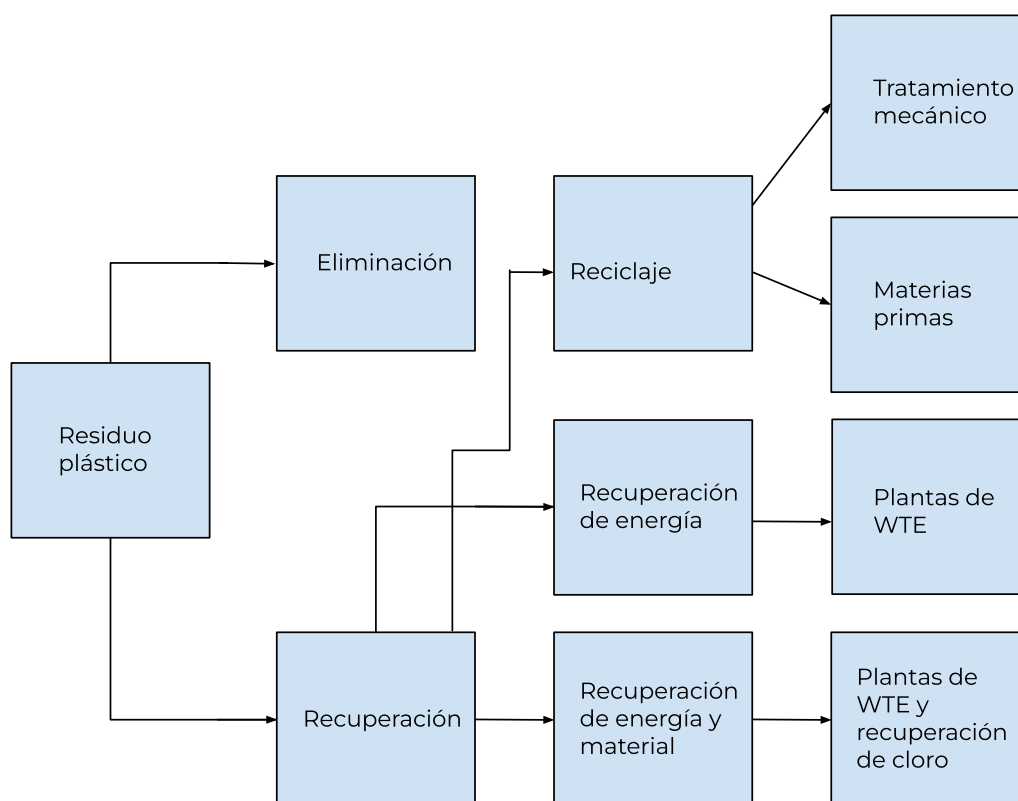 Tratamiento
mecánico
Eliminación
Reciclaje
Materias
primas
Residuo
plástico
Recuperación
de energía
Plantas de
WTE
Recuperación
Recuperación
de energía y
material
Plantas de
WTE y
recuperación
de cloro